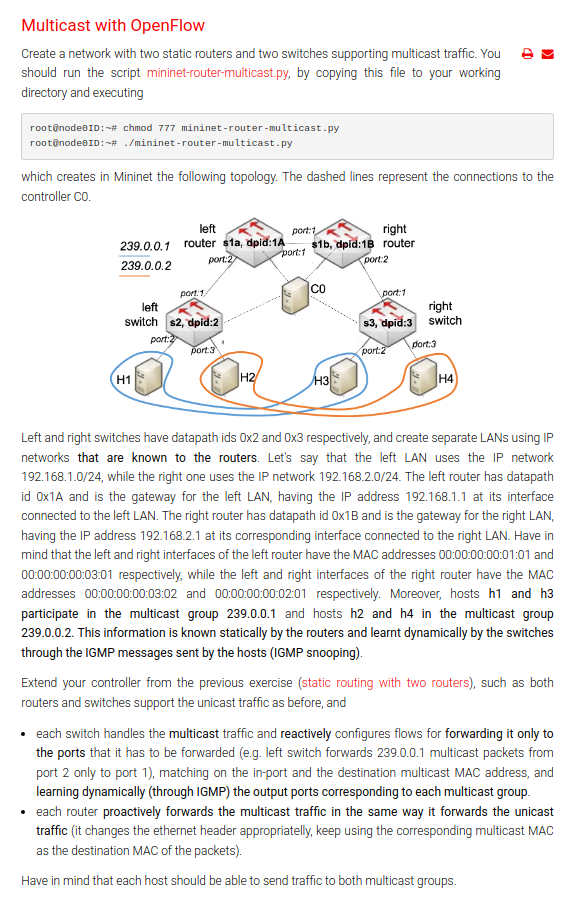 Multicast with OpenFlow
Create a network with two static routers and two switches supporting multicast traffic. You
should run the script mininet-router-multicast.py, by copying this file to your working
directory and executing
root@node0ID:~# chmod 777 mininet-router-multicast.py
root@node0ID:~# ./mininet-router-multicast.py
which creates in Mininet the following topology. The dashed lines represent the connections to the
controller C0.
left
router
s1a, dpid:1A
port:1
port:1
s1b, dpid:1B
right
router
239.0.0.1
239.0.0.2
port:2
port:2
C0
port:1
port:1
left
switch
s2, dpid:2
s3, dpid:3
right
switch
port:2
port:3
port:2
port:3
H1
H2
H3
H4
Left and right switches have datapath ids 0x2 and 0x3 respectively, and create separate LANs using IP
networks that are known to the routers. Let's say that the left LAN uses the IP network
192.168.1.0/24, while the right one uses the IP network 192.168.2.0/24. The left router has datapath
id 0x1A and is the gateway for the left LAN, having the IP address 192.168.1.1 at its interface
connected to the left LAN. The right router has datapath id 0x1B and is the gateway for the right LAN,
having the IP address 192.168.2.1 at its corresponding interface connected to the right LAN. Have in
mind that the left and right interfaces of the left router have the MAC addresses 00:00:00:00:01:01 and
00:00:00:00:03:01 respectively, while the left and right interfaces of the right router have the MAC
addresses 00:00:00:00:03:02 and 00:00:00:00:02:01 respectively. Moreover, hosts h1 and h3
participate in the multicast group 239.0.0.1 and hosts h2 and h4 in the multicast group
239.0.0.2. This information is known statically by the routers and learnt dynamically by the switches
through the IGMP messages sent by the hosts (IGMP snooping).
Extend your controller from the previous exercise (static routing with two routers), such as both
routers and switches support the unicast traffic as before, and
• each switch handles the multicast traffic and reactively configures flows for forwarding it only to
the ports that it has to be forwarded (e.g. left switch forwards 239.0.0.1 multicast packets from
port 2 only to port 1), matching on the in-port and the destination multicast MAC address, and
learning dynamically (through IGMP) the output ports corresponding to each multicast group.
• each router proactively forwards the multicast traffic in the same way it forwards the unicast
traffic (it changes the ethernet header appropriatelly, keep using the corresponding multicast MAC
as the destination MAC of the packets).
Have in mind that each host should be able to send traffic to both multicast groups.